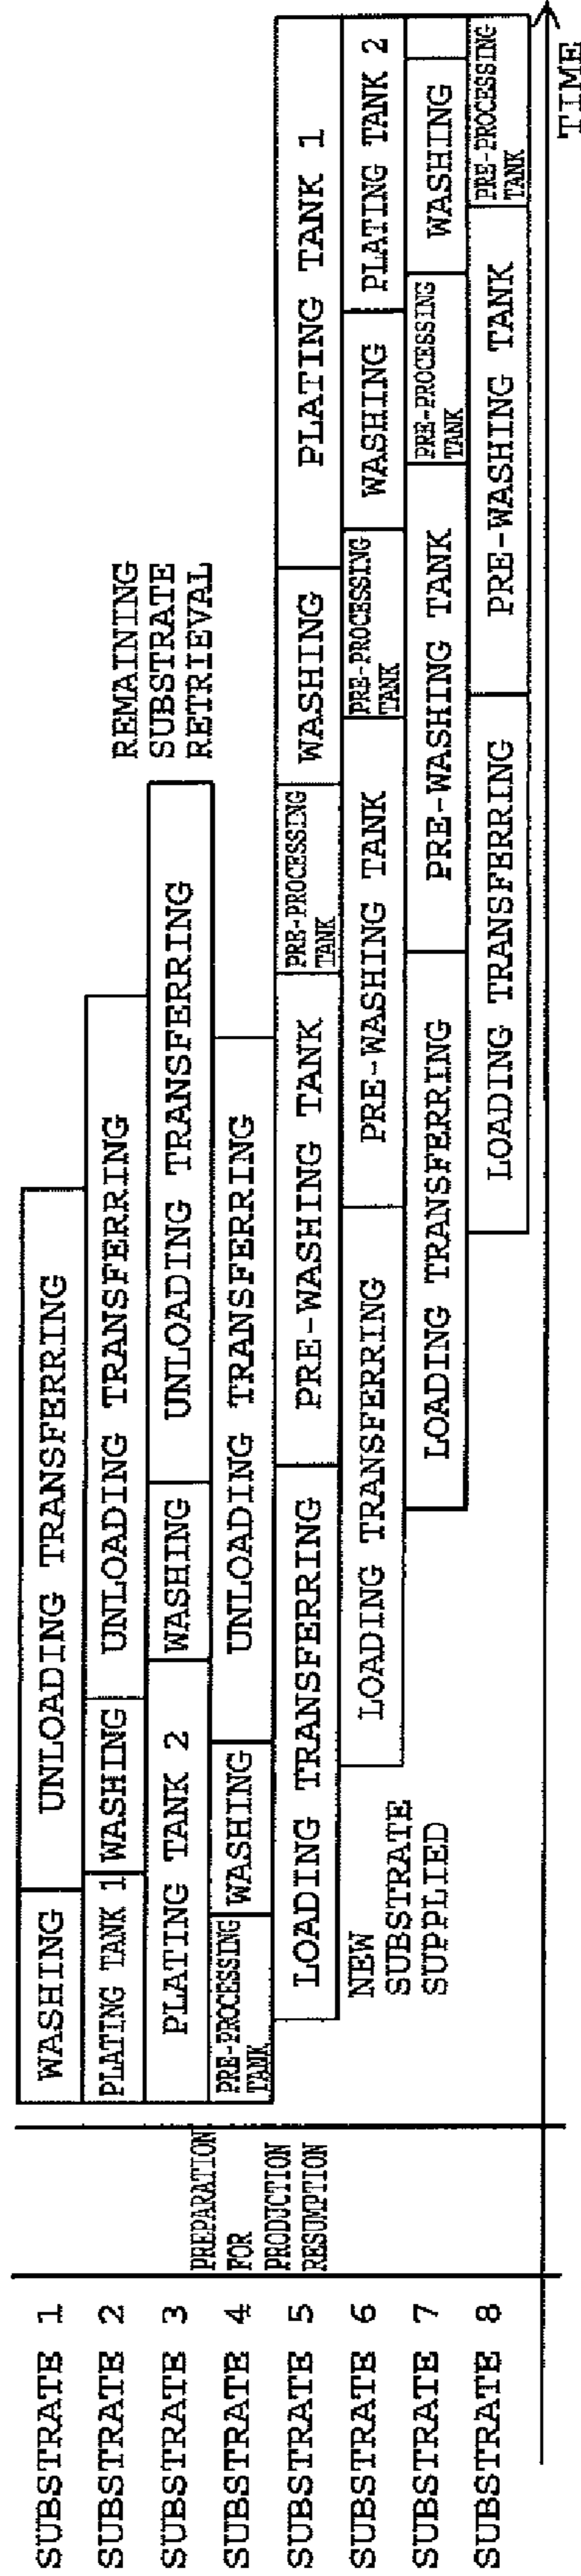 SUBSTRATE 1
WASHING
UNLOADING TRANSFERRING
SUBSTRATE 2
PLATING TANK 1
WASHING
UNLOADING TRANSFERRING
SUBSTRATE 3
PLATING TANK 2
WASHING
UNLOADING TRANSFERRING
REMAINING
SUBSTRATE
RETRIEVAL
SUBSTRATE 4
PREPARATION
FOR
PRODUCTION
RESUMPTION
PRE-PROCESSING
TANK
WASHING
UNLOADING TRANSFERRING
SUBSTRATE 5
LOADING TRANSFERRING
PRE-WASHING TANK
PRE-PROCESSING
TANK
WASHING
PLATING TANK 1
SUBSTRATE 6
NEW
SUBSTRATE
SUPPLIED
LOADING TRANSFERRING
PRE-WASHING TANK
PRE-PROCESSING
TANK
WASHING
PLATING TANK 2
SUBSTRATE 7
LOADING TRANSFERRING
PRE-WASHING TANK
PRE-PROCESSING
TANK
WASHING
SUBSTRATE 8
LOADING TRANSFERRING
PRE-WASHING TANK
PRE-PROCESSING
TANK
TIME